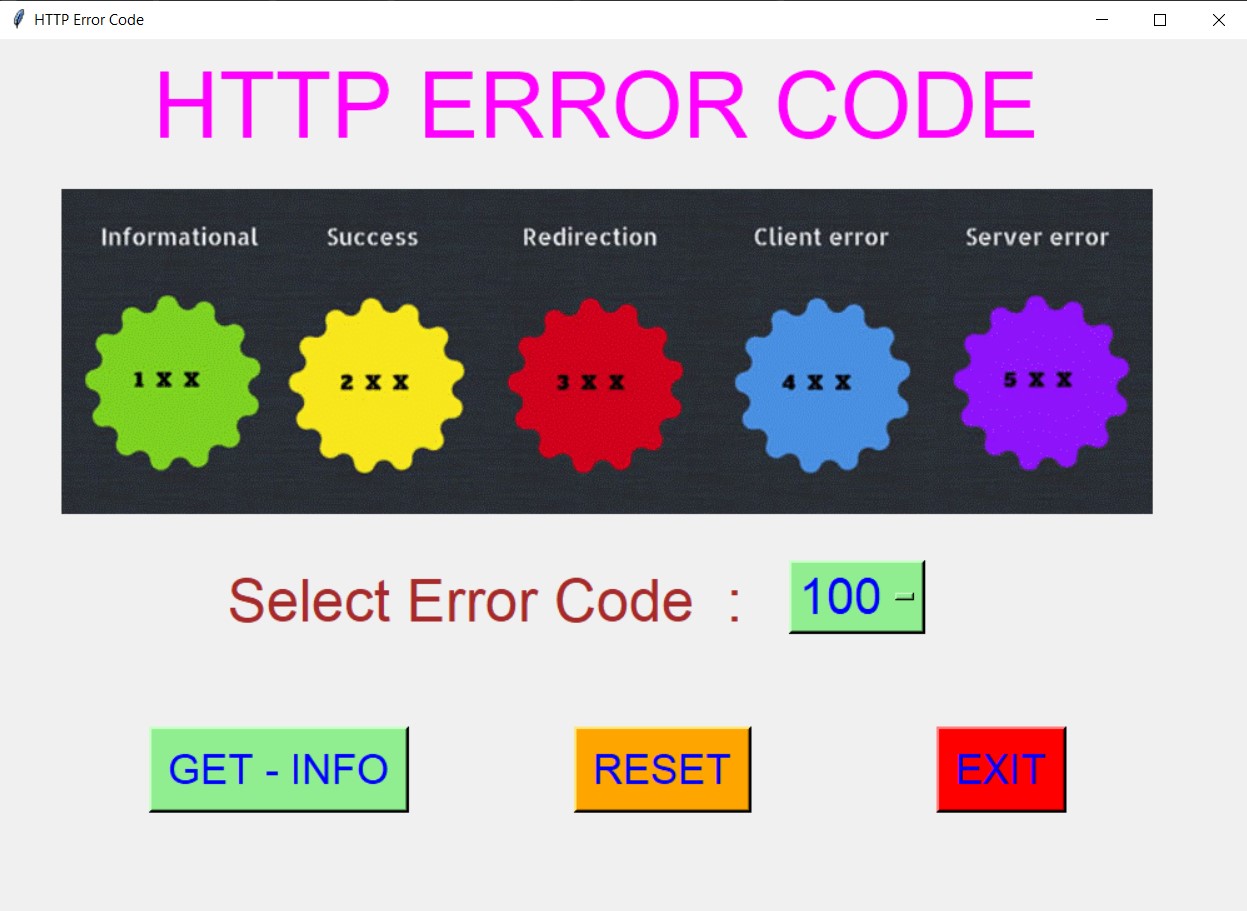 HTTP Error Code
HTTP ERROR CODE
Informational Success Redirection Client error Server error
1 X X 2 X X 3 X X 4 X X 5 X X
Select Error Code : 100
GET - INFO RESET EXIT